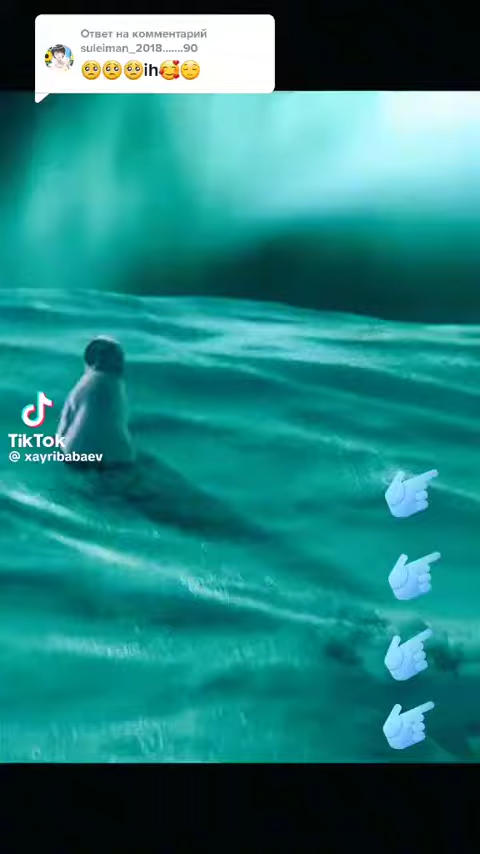 Ответ на комментарий
suleiman_2018.......90
🥺🥺🥺ih🥰😌
TikTok
@ xayribabaev